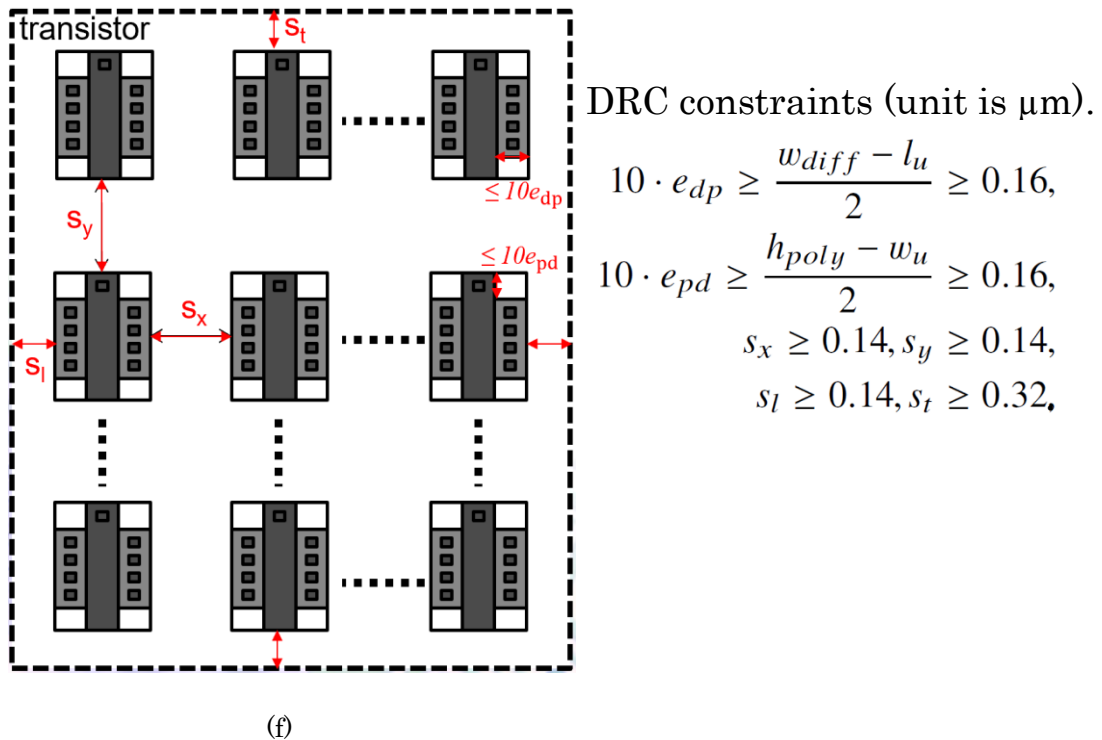 transistor
s_t
≤ 10e_dp
s_y
≤ 10e_pd
s_x
s_l
(f)
DRC constraints (unit is µm).
10 · e_dp ≥ (w_diff − l_u)/2 ≥ 0.16,
10 · e_pd ≥ (h_poly − w_u)/2 ≥ 0.16,
s_x ≥ 0.14, s_y ≥ 0.14,
s_l ≥ 0.14, s_t ≥ 0.32.